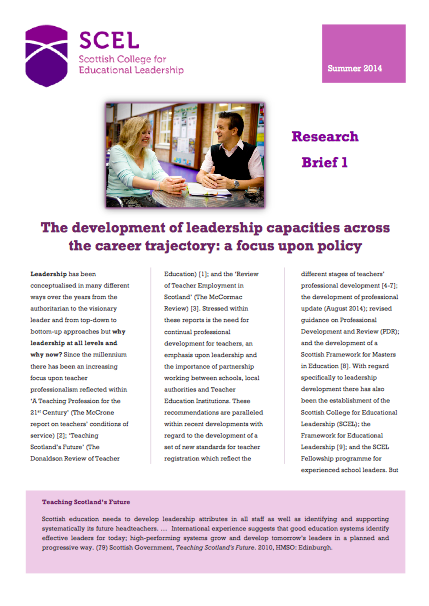 SCEL
Scottish College for
Educational Leadership
Summer 2014
Research
Brief 1
The development of leadership capacities across
the career trajectory: a focus upon policy
Leadership has been
conceptualised in many different
ways over the years from the
authoritarian to the visionary
leader and from top-down to
bottom-up approaches but why
leadership at all levels and
why now? Since the millennium
there has been an increasing
focus upon teacher
professionalism reflected within
'A Teaching Profession for the
21st Century' (The McCrone
report on teachers' conditions of
service) [2]; 'Teaching
Scotland's Future' (The
Donaldson Review of Teacher
Education) [1]; and the 'Review
of Teacher Employment in
Scotland' (The McCormac
Review) [3]. Stressed within
these reports is the need for
continual professional
development for teachers, an
emphasis upon leadership and
the importance of partnership
working between schools, local
authorities and Teacher
Education Institutions. These
recommendations are paralleled
within recent developments with
regard to the development of a
set of new standards for teacher
registration which reflect the
different stages of teachers'
professional development [4-7];
the development of professional
update (August 2014); revised
guidance on Professional
Development and Review (PDR);
and the development of a
Scottish Framework for Masters
in Education [8]. With regard
specifically to leadership
development there has also
been the establishment of the
Scottish College for Educational
Leadership (SCEL); the
Framework for Educational
Leadership [9]; and the SCEL
Fellowship programme for
experienced school leaders. But
Teaching Scotland's Future
Scottish education needs to develop leadership attributes in all staff as well as identifying and supporting
systematically its future headteachers. … International experience suggests that good education systems identify
effective leaders for today; high-performing systems grow and develop tomorrow's leaders in a planned and
progressive way. (79) Scottish Government, Teaching Scotland's Future. 2010, HMSO: Edinburgh.